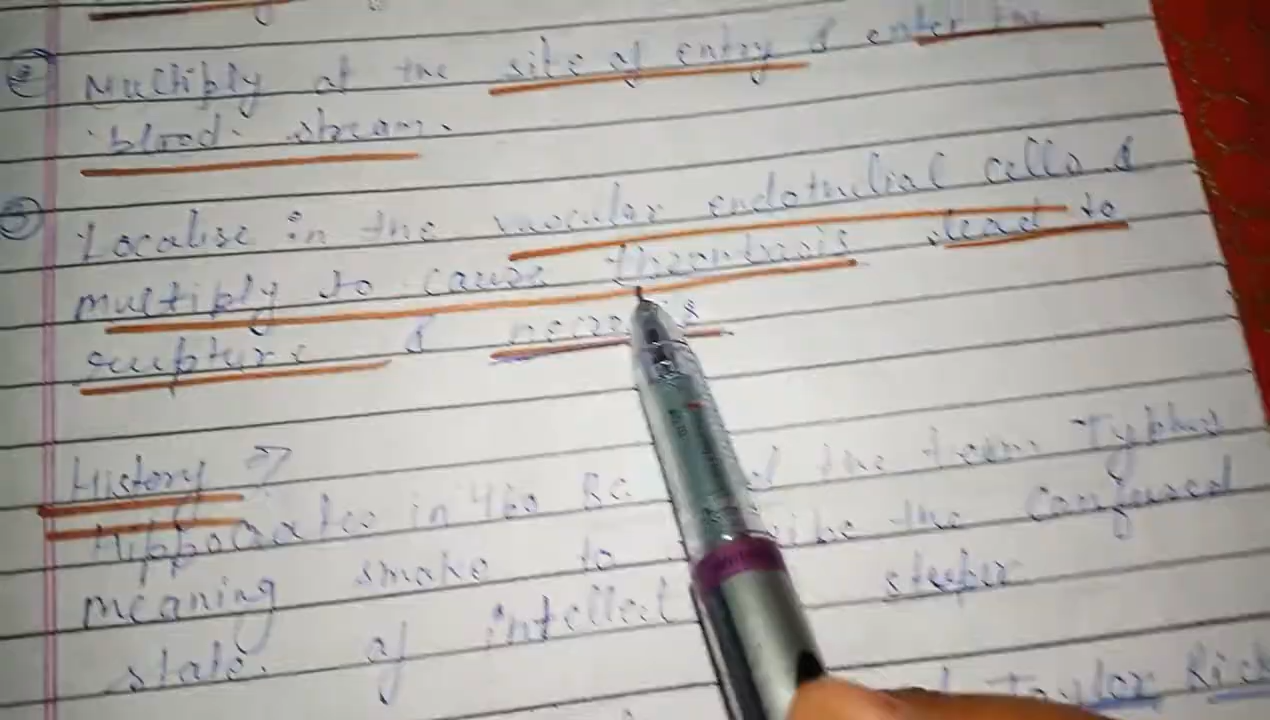 ② Multiply at the site of entry & enter the
blood stream.
Localise in the vascular endothelial cells &
multiply to cause thrombosis lead to
rupture &
History
Hippocrates in 460 BC. the term Typhus
meaning smoke to the Confused
state. of intellect